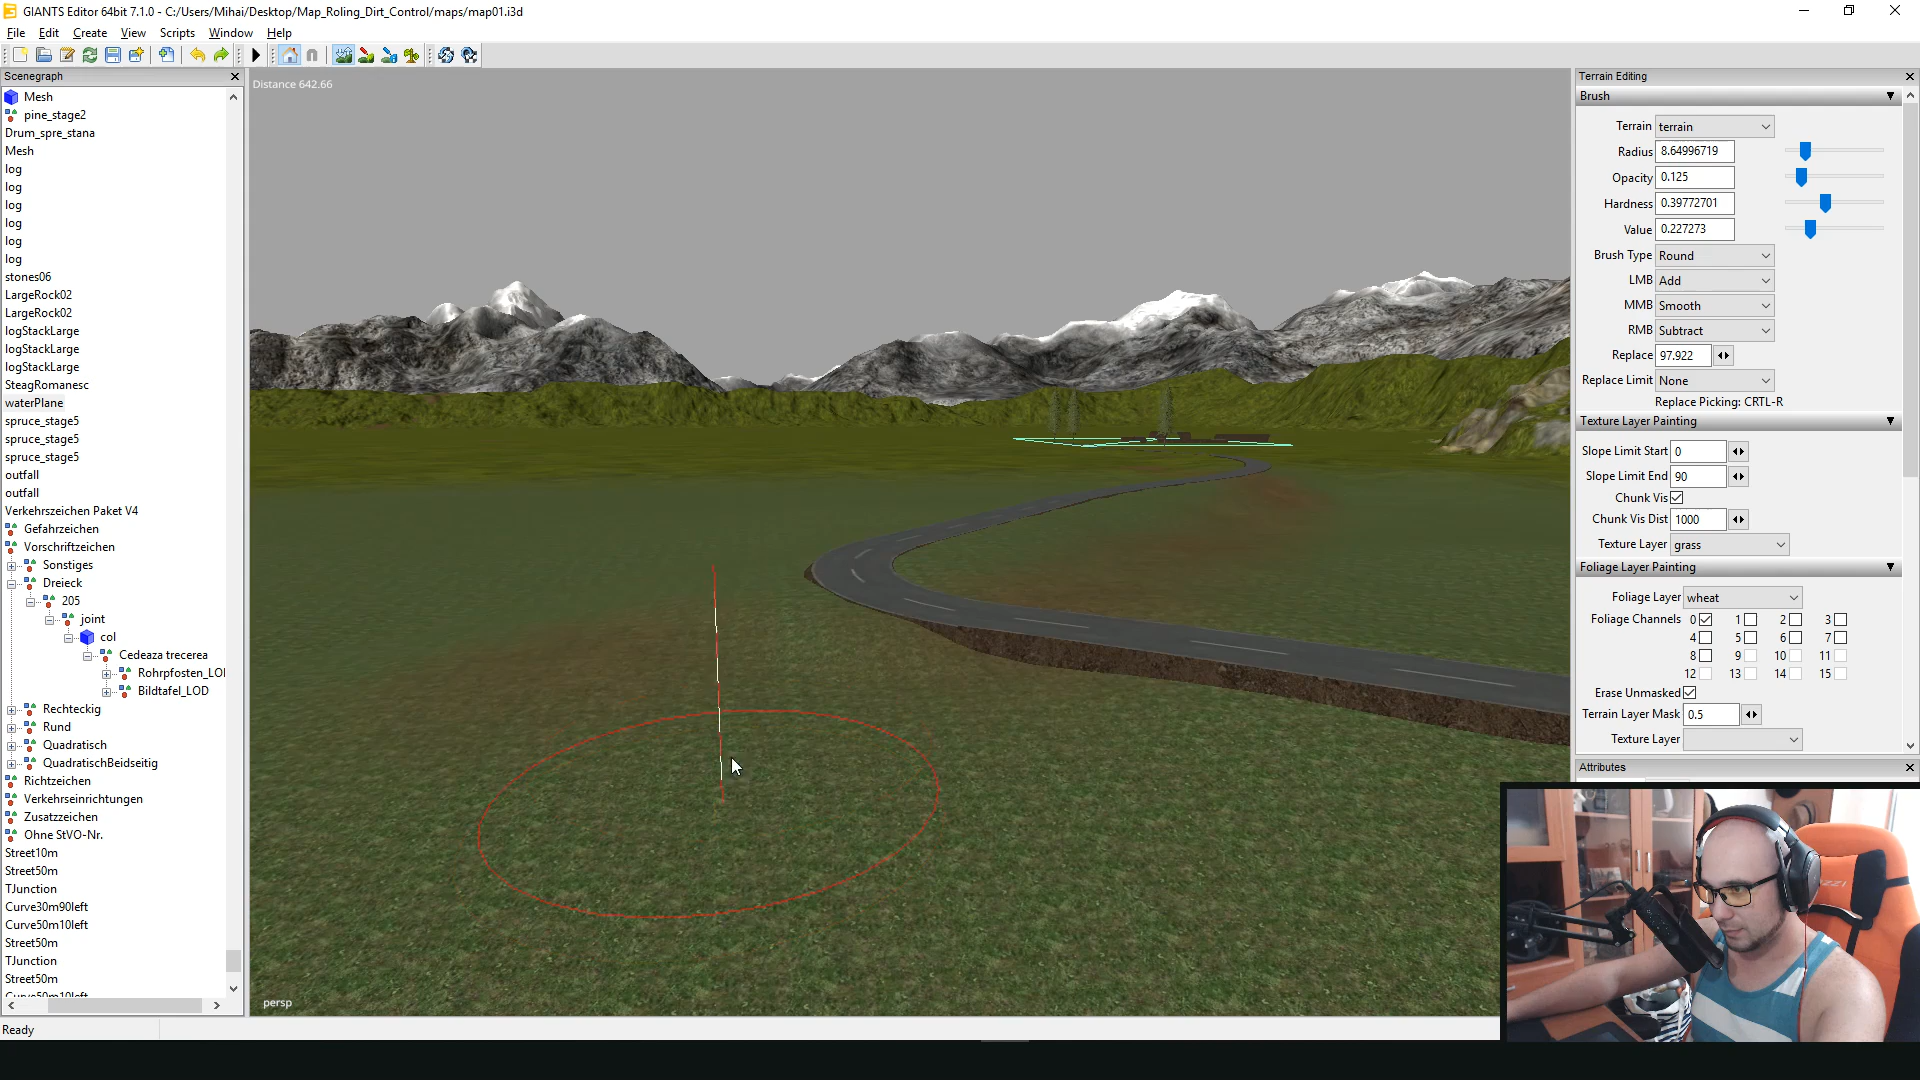 GIANTS Editor 64bit 7.1.0 - C:/Users/Mihai/Desktop/Map_Roling_Dirt_Control/maps/map01.i3d
File Edit Create View Scripts Window Help
Scenegraph
Mesh
pine_stage2
Drum_spre_stana
Mesh
log
log
log
log
log
log
stones06
LargeRock02
LargeRock02
logStackLarge
logStackLarge
logStackLarge
SteagRomanesc
waterPlane
spruce_stage5
spruce_stage5
spruce_stage5
outfall
outfall
Verkehrszeichen Paket V4
Gefahrzeichen
Vorschriftzeichen
Sonstiges
Dreieck
205
joint
col
Cedeaza trecerea
Rohrpfosten_LO
Bildtafel_LOD
Rechteckig
Rund
Quadratisch
QuadratischBeidseitig
Richtzeichen
Verkehrseinrichtungen
Zusatzzeichen
Ohne StVO-Nr.
Street10m
Street50m
TJunction
Curve30m90left
Curve50m10left
Street50m
TJunction
Street50m
Curve50m10left
Ready
Distance 642.66
persp
Terrain Editing
Brush
Terrain terrain
Radius 8.64996719
Opacity 0.125
Hardness 0.39772701
Value 0.227273
Brush Type Round
LMB Add
MMB Smooth
RMB Subtract
Replace 97.922
Replace Limit None
Replace Picking: CRTL-R
Texture Layer Painting
Slope Limit Start 0
Slope Limit End 90
Chunk Vis
Chunk Vis Dist 1000
Texture Layer grass
Foliage Layer Painting
Foliage Layer wheat
Foliage Channels 0 1 2 3
4 5 6 7
8 9 10 11
12 13 14 15
Erase Unmasked
Terrain Layer Mask 0.5
Texture Layer
Attributes